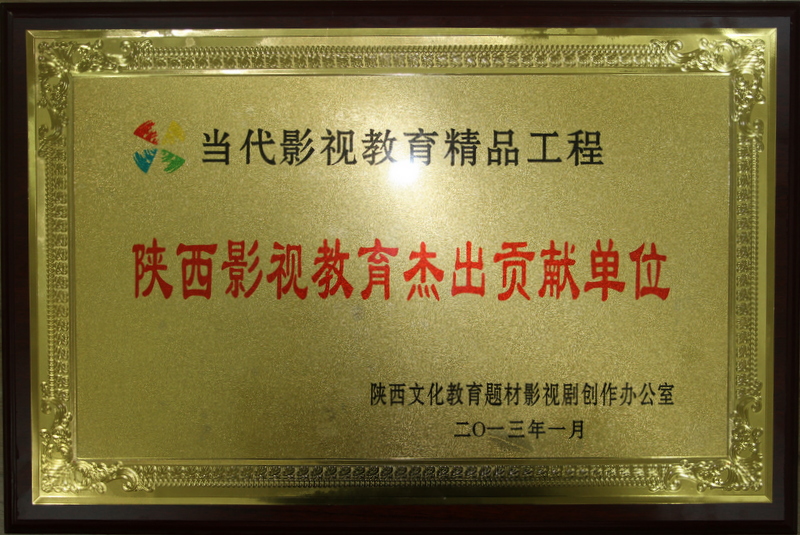 当代影视教育精品工程
陕西影视教育杰出贡献单位
陕西文化教育题材影视剧创作办公室
二〇一三年一月